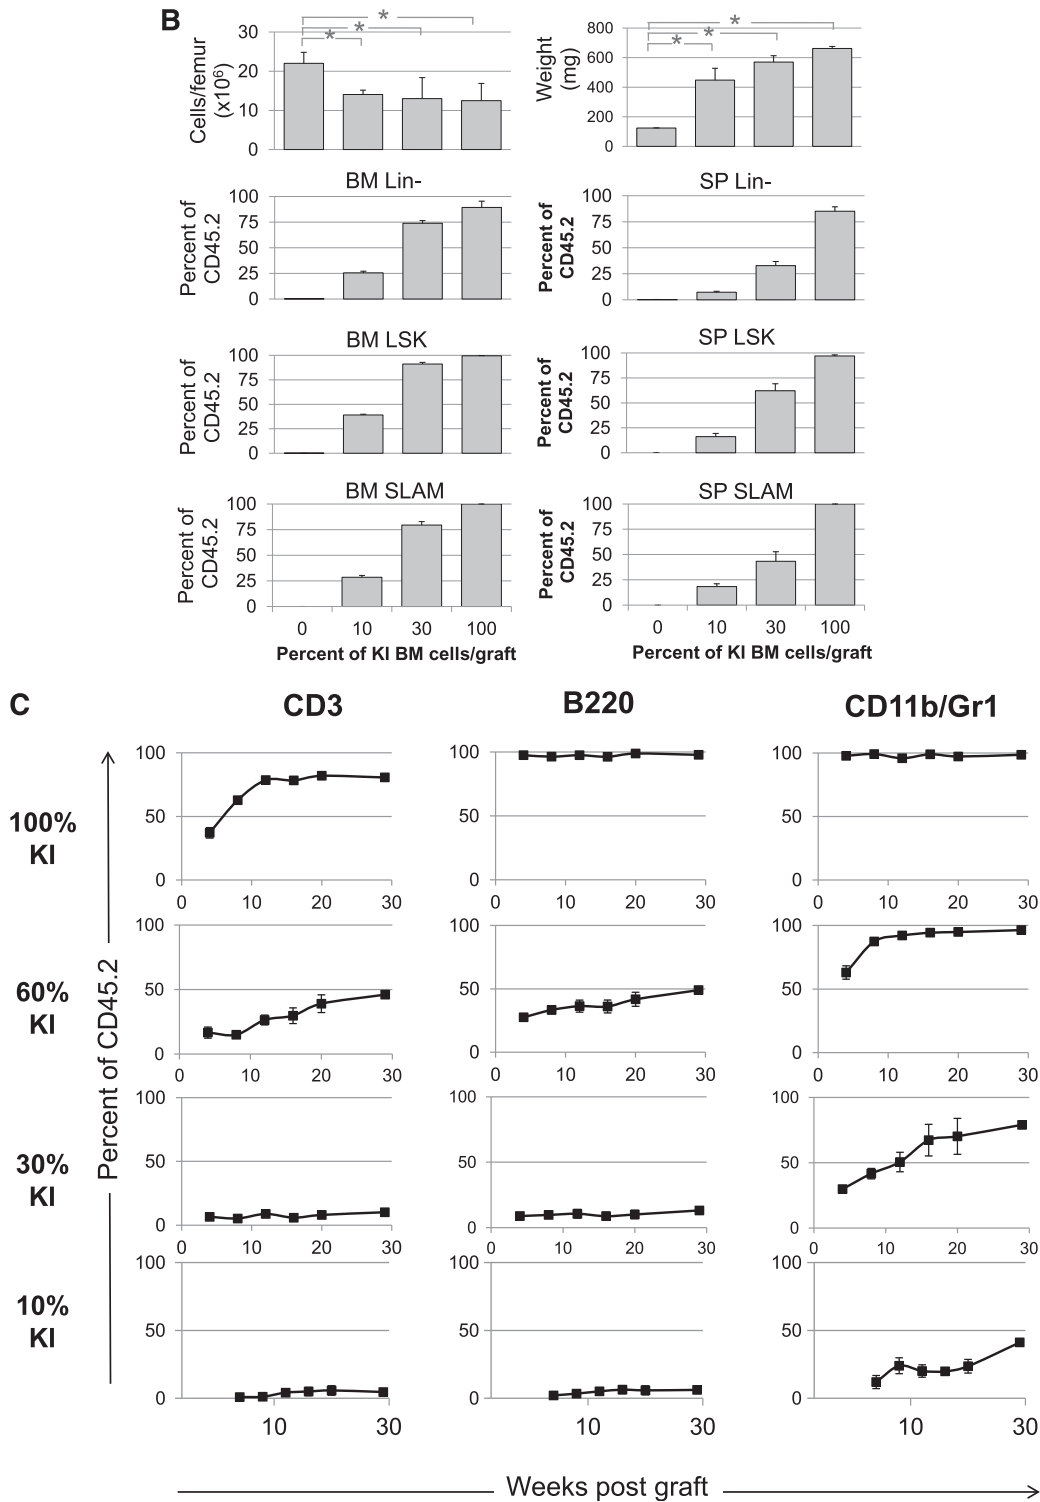 B
* * *
* * *
Cells/femur (x10⁶)
30
20
10
0
Weight (mg)
800
600
400
200
0
BM Lin-
SP Lin-
Percent of CD45.2
100
75
50
25
0
Percent of CD45.2
100
75
50
25
0
BM LSK
SP LSK
Percent of CD45.2
100
75
50
25
0
Percent of CD45.2
100
75
50
25
0
BM SLAM
SP SLAM
Percent of CD45.2
100
75
50
25
0
Percent of CD45.2
100
75
50
25
0
0 10 30 100
0 10 30 100
Percent of KI BM cells/graft
Percent of KI BM cells/graft
C
CD3
B220
CD11b/Gr1
Percent of CD45.2
100% KI
100
50
0
0 10 20 30
100
50
0
0 10 20 30
100
50
0
0 10 20 30
60% KI
100
50
0
0 10 20 30
100
50
0
0 10 20 30
100
50
0
0 10 20 30
30% KI
100
50
0
0 10 20 30
100
50
0
0 10 20 30
100
50
0
0 10 20 30
10% KI
100
50
0
10 30
100
50
0
10 30
100
50
0
10 30
Weeks post graft